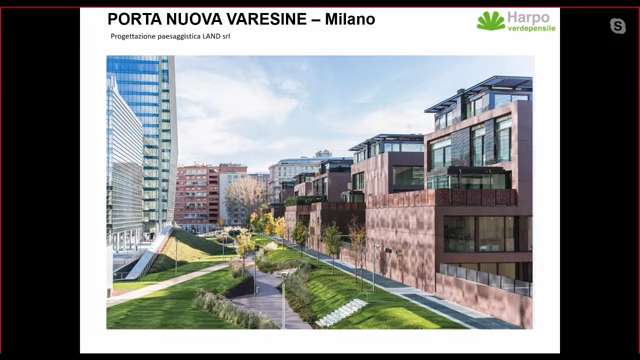 PORTA NUOVA VARESINE – Milano
Progettazione paesaggistica LAND srl
Harpo
verdepensile